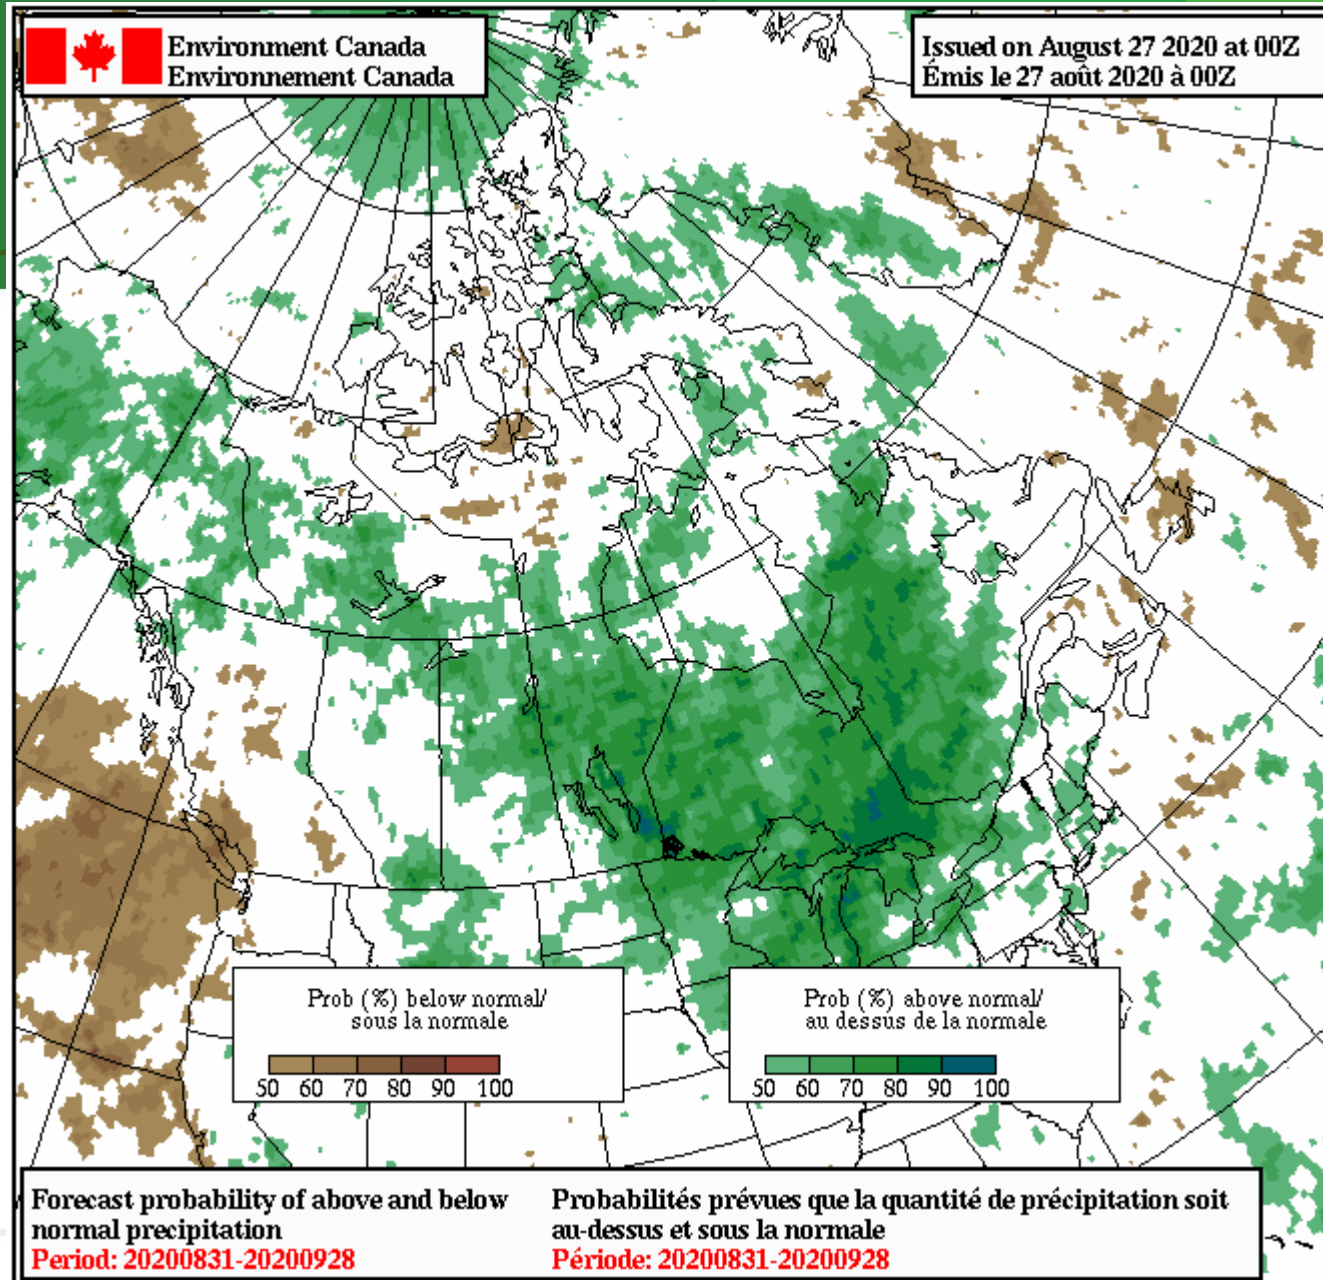 Environment Canada
Environnement Canada
Issued on August 27 2020 at 00Z
Émis le 27 août 2020 à 00Z
Prob (%) below normal/
sous la normale
50 60 70 80 90 100
Prob (%) above normal/
au dessus de la normale
50 60 70 80 90 100
Forecast probability of above and below
normal precipitation
Period: 20200831-20200928
Probabilités prévues que la quantité de précipitation soit
au-dessus et sous la normale
Période: 20200831-20200928